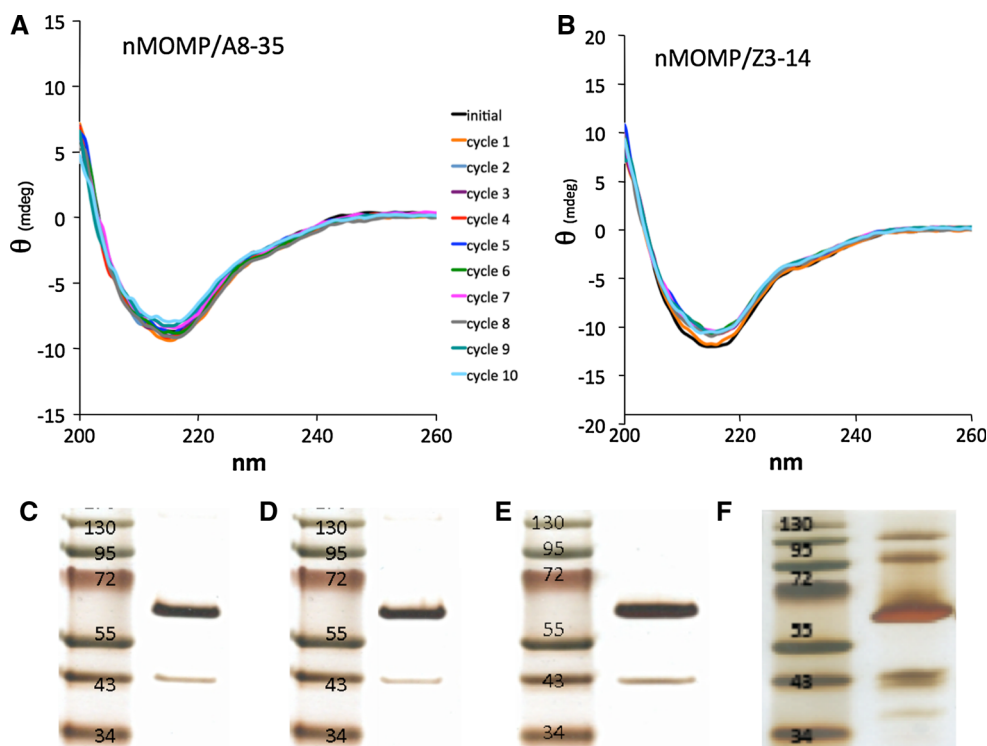 A
nMOMP/A8-35
15
10
5
0
-5
-10
-15
θ (mdeg)
200
220
240
260
nm
initial
cycle 1
cycle 2
cycle 3
cycle 4
cycle 5
cycle 6
cycle 7
cycle 8
cycle 9
cycle 10
B
nMOMP/Z3-14
20
15
10
5
0
-5
-10
-15
-20
θ (mdeg)
200
220
240
260
nm
C
130
95
72
55
43
34
D
130
95
72
55
43
34
E
130
95
72
55
43
34
F
130
95
72
55
43
34